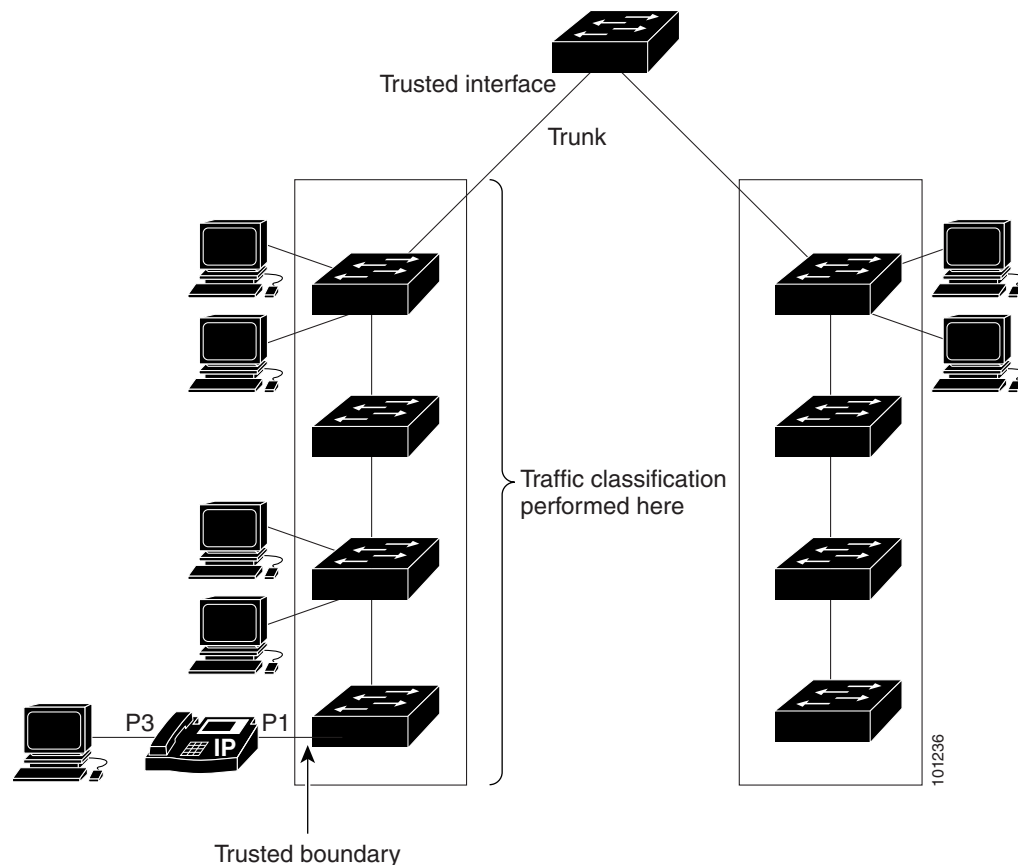 Trusted interface
Trunk
Traffic classification
performed here
P3
IP
P1
101236
Trusted boundary